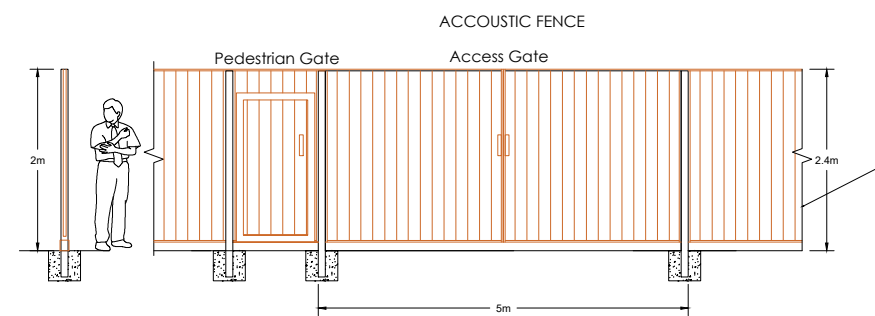 ACCOUSTIC FENCE
Pedestrian Gate
Access Gate
2m
2.4m
5m